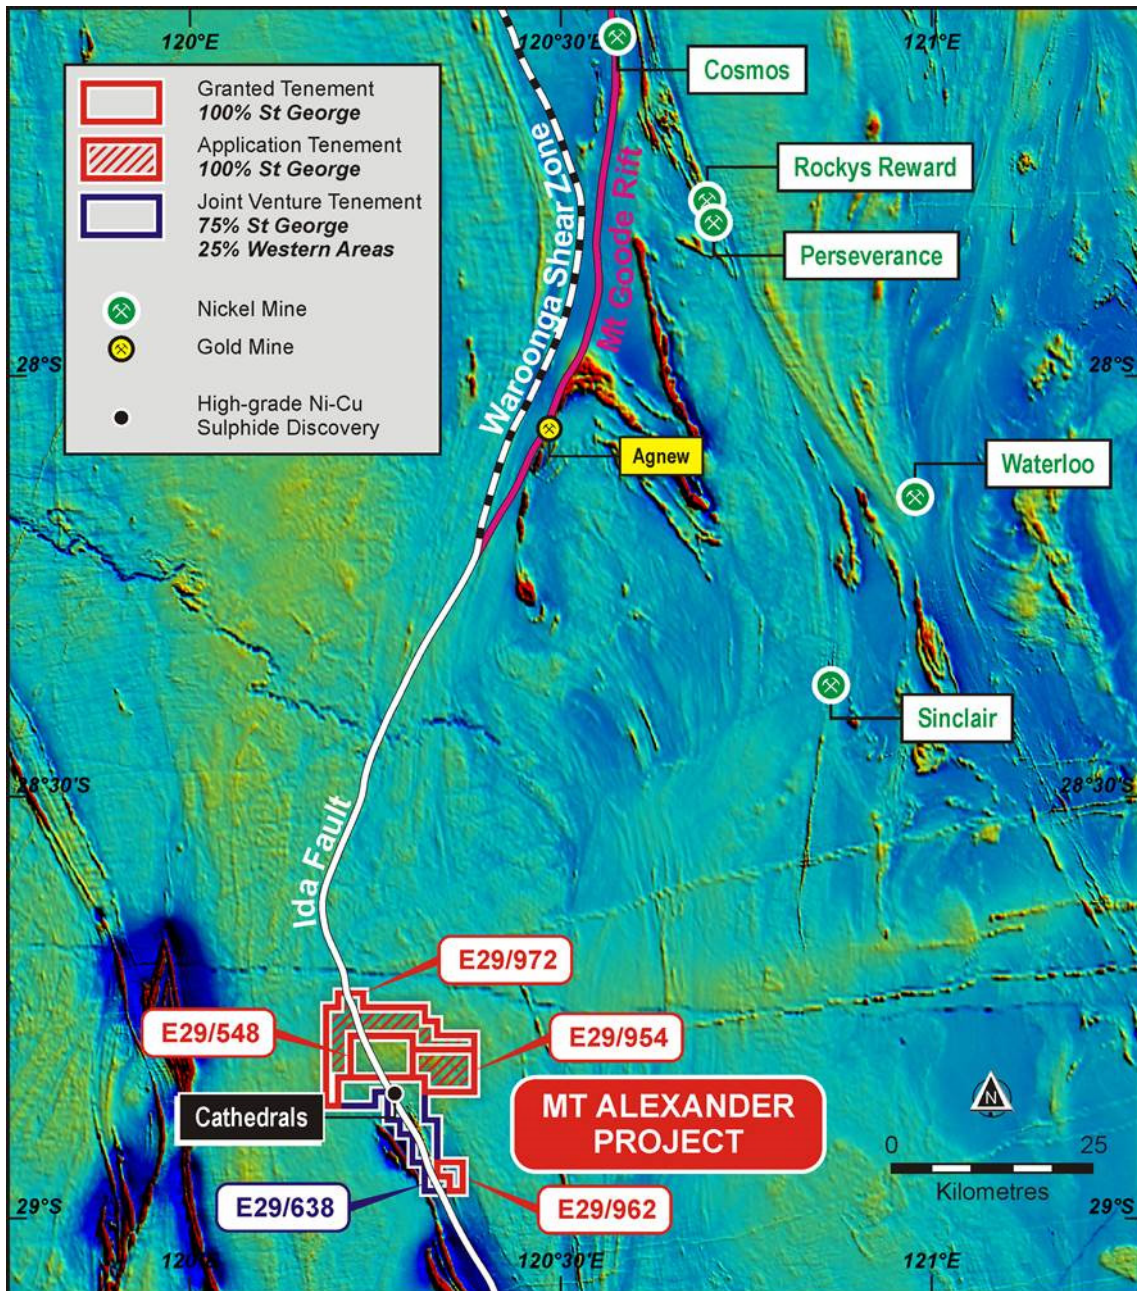 120°E
120°30'E
121°E
Granted Tenement
100% St George
Application Tenement
100% St George
Joint Venture Tenement
75% St George
25% Western Areas
Nickel Mine
Gold Mine
High-grade Ni-Cu
Sulphide Discovery
Cosmos
Rockys Reward
Perseverance
Waroonga Shear Zone
Mt Goode Rift
28°S
28°S
Agnew
Waterloo
Sinclair
28°30'S
28°30'S
Ida Fault
E29/972
E29/548
E29/954
Cathedrals
MT ALEXANDER
PROJECT
N
0 25
Kilometres
E29/638
E29/962
29°S
29°S
120°30'E
121°E